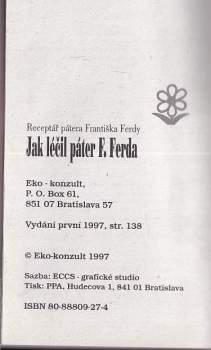 Receptář pátera Františka Ferdy
Jak léčil páter F. Ferda
Eko - konzult,
P. O. Box 61,
851 07 Bratislava 57
Vydání první 1997, str. 138
© Eko-konzult 1997
Sazba: ECCS - grafické studio
Tisk: PPA, Hudecova 1, 841 01 Bratislava
ISBN 80-88809-27-4